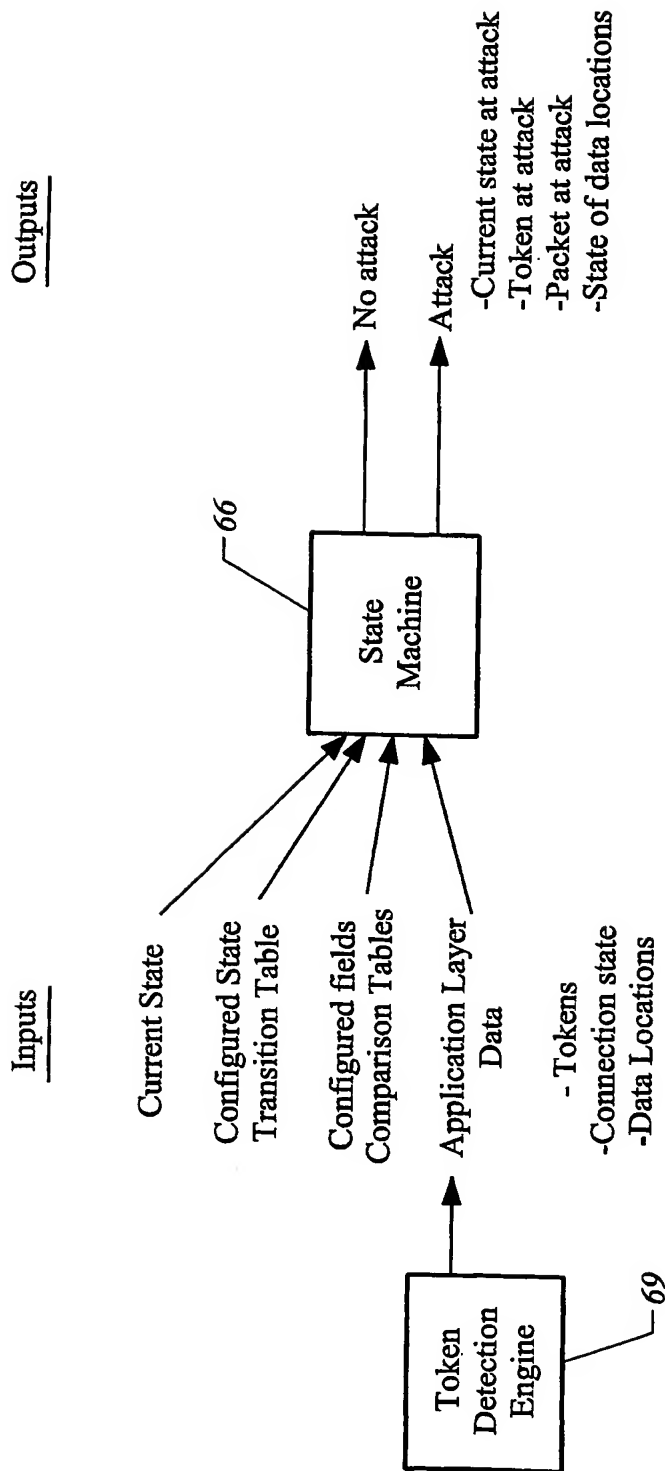 Inputs
Outputs
Current State
Configured State
Transition Table
Configured fields
Comparison Tables
Application Layer
Data
- Tokens
-Connection state
-Data Locations
Token
Detection
Engine
69
State
Machine
66
No attack
Attack
-Current state at attack
-Token at attack
-Packet at attack
-State of data locations